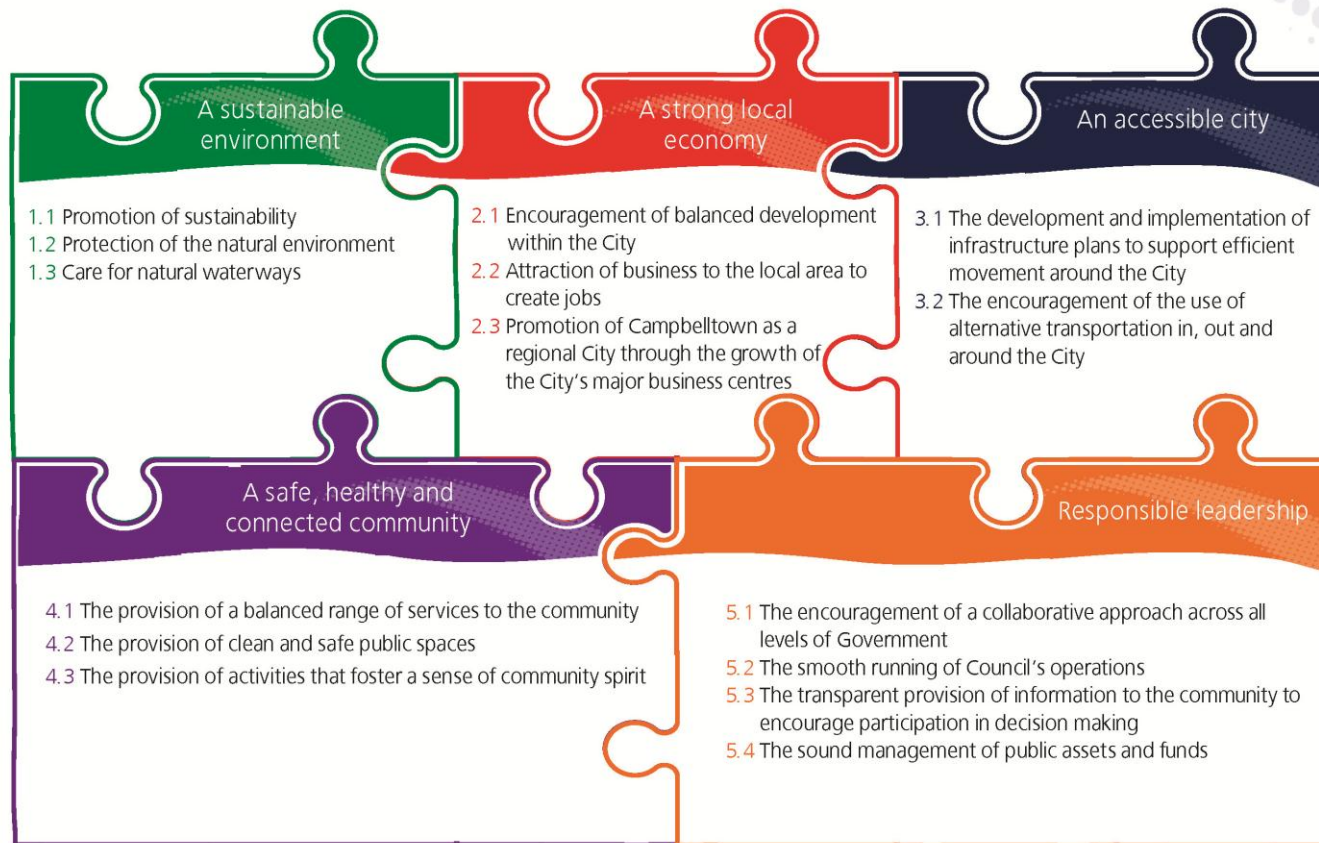 A sustainable
environment
1.1 Promotion of sustainability
1.2 Protection of the natural environment
1.3 Care for natural waterways
A strong local
economy
2.1 Encouragement of balanced development
within the City
2.2 Attraction of business to the local area to
create jobs
2.3 Promotion of Campbelltown as a
regional City through the growth of
the City's major business centres
An accessible city
3.1 The development and implementation of
infrastructure plans to support efficient
movement around the City
3.2 The encouragement of the use of
alternative transportation in, out and
around the City
A safe, healthy and
connected community
4.1 The provision of a balanced range of services to the community
4.2 The provision of clean and safe public spaces
4.3 The provision of activities that foster a sense of community spirit
Responsible leadership
5.1 The encouragement of a collaborative approach across all
levels of Government
5.2 The smooth running of Council's operations
5.3 The transparent provision of information to the community to
encourage participation in decision making
5.4 The sound management of public assets and funds